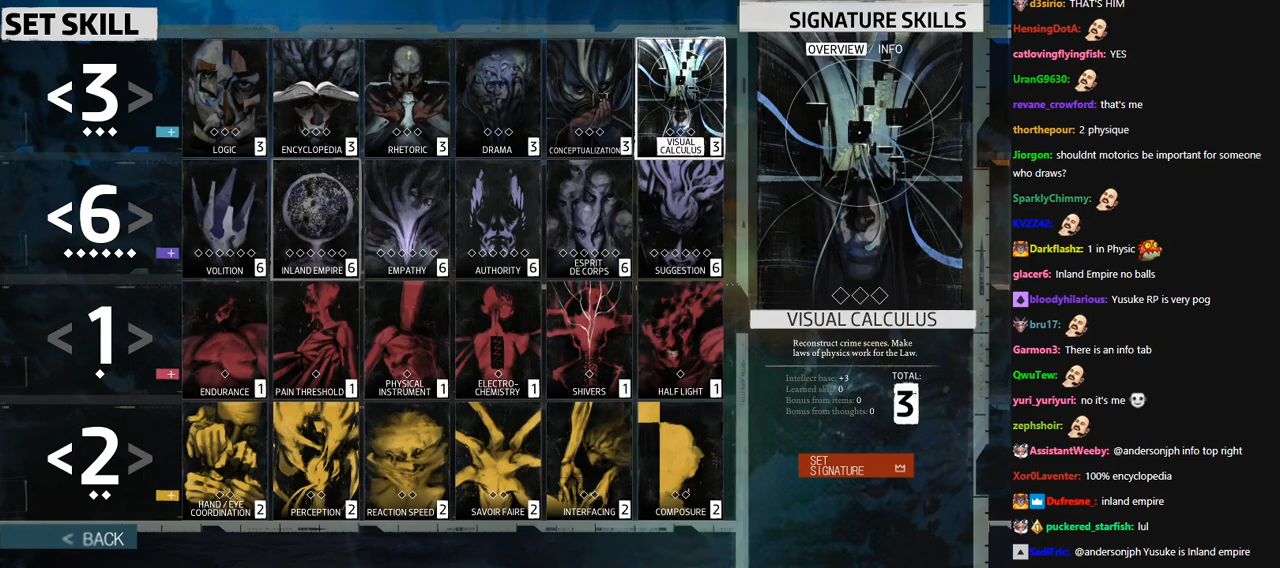 SET SKILL
<3>
LOGIC
3
ENCYCLOPEDIA
3
RHETORIC
3
DRAMA
3
CONCEPTUALIZATION
3
VISUAL
CALCULUS
3
<6>
VOLITION
6
INLAND EMPIRE
6
EMPATHY
6
AUTHORITY
6
ESPRIT
DE CORPS
6
SUGGESTION
6
<1>
ENDURANCE
1
PAIN THRESHOLD
1
PHYSICAL
INSTRUMENT
1
ELECTRO-
CHEMISTRY
1
SHIVERS
1
HALF LIGHT
1
<2>
HAND / EYE
COORDINATION
2
PERCEPTION
2
REACTION SPEED
2
SAVOIR FAIRE
2
INTERFACING
2
COMPOSURE
2
< BACK
SIGNATURE SKILLS
OVERVIEW / INFO
VISUAL CALCULUS
Reconstruct crime scenes. Make
laws of physics work for the Law.
Intellect base: +3
Learned skip: 0
Bonus from items: 0
Bonus from thoughts: 0
TOTAL:
3
SET
SIGNATURE
d3sirio: THAT'S HIM
HensingDotA:
catlovingflyingfish: YES
UranG9630:
revane_crowford: that's me
thorthepour: 2 physique
Jiorgon: shouldnt motorics be important for someone
who draws?
SparklyChimmy:
XVZZ42:
Darkflashz: 1 in Physic
glacer6: Inland Empire no balls
bloodyhilarious: Yusuke RP is very pog
bru17:
Garmon3: There is an info tab
QwuTew:
yuri_yuriyuri: no it's me
zephshoir:
AssistantWeeby: @andersonjph info top right
Xor0Laventer: 100% encyclopedia
Dufresne_: inland empire
puckered_starfish: lul
SediFric: @andersonjph Yusuke is Inland empire